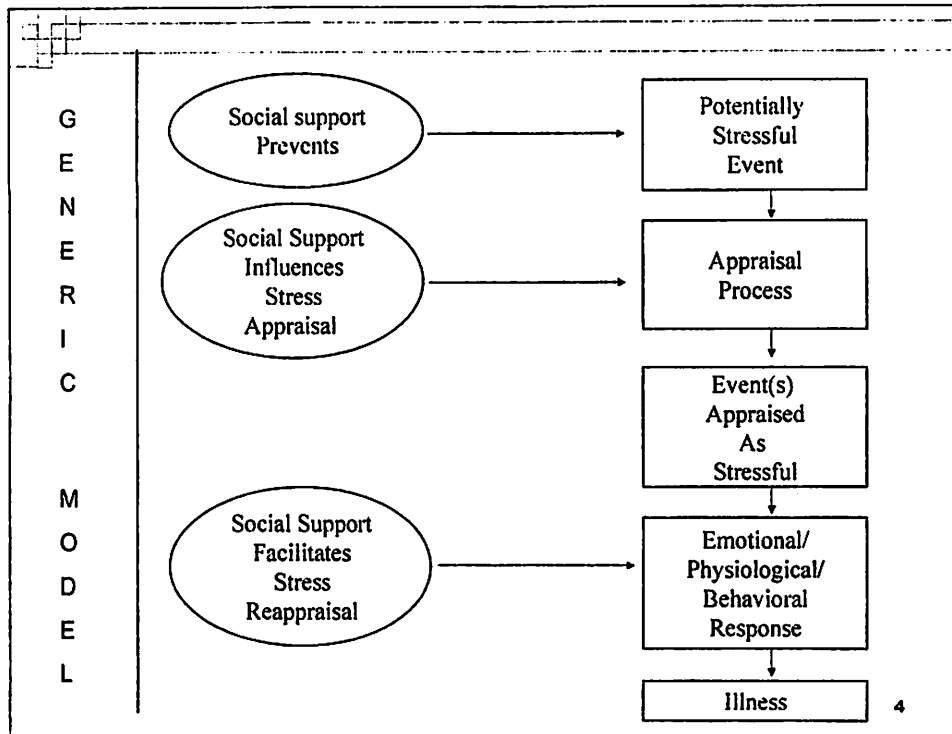 G
E
N
E
R
I
C
M
O
D
E
L
Social support
Prevents
Potentially
Stressful
Event
Social Support
Influences
Stress
Appraisal
Appraisal
Process
Event(s)
Appraised
As
Stressful
Social Support
Facilitates
Stress
Reappraisal
Emotional/
Physiological/
Behavioral
Response
Illness
4